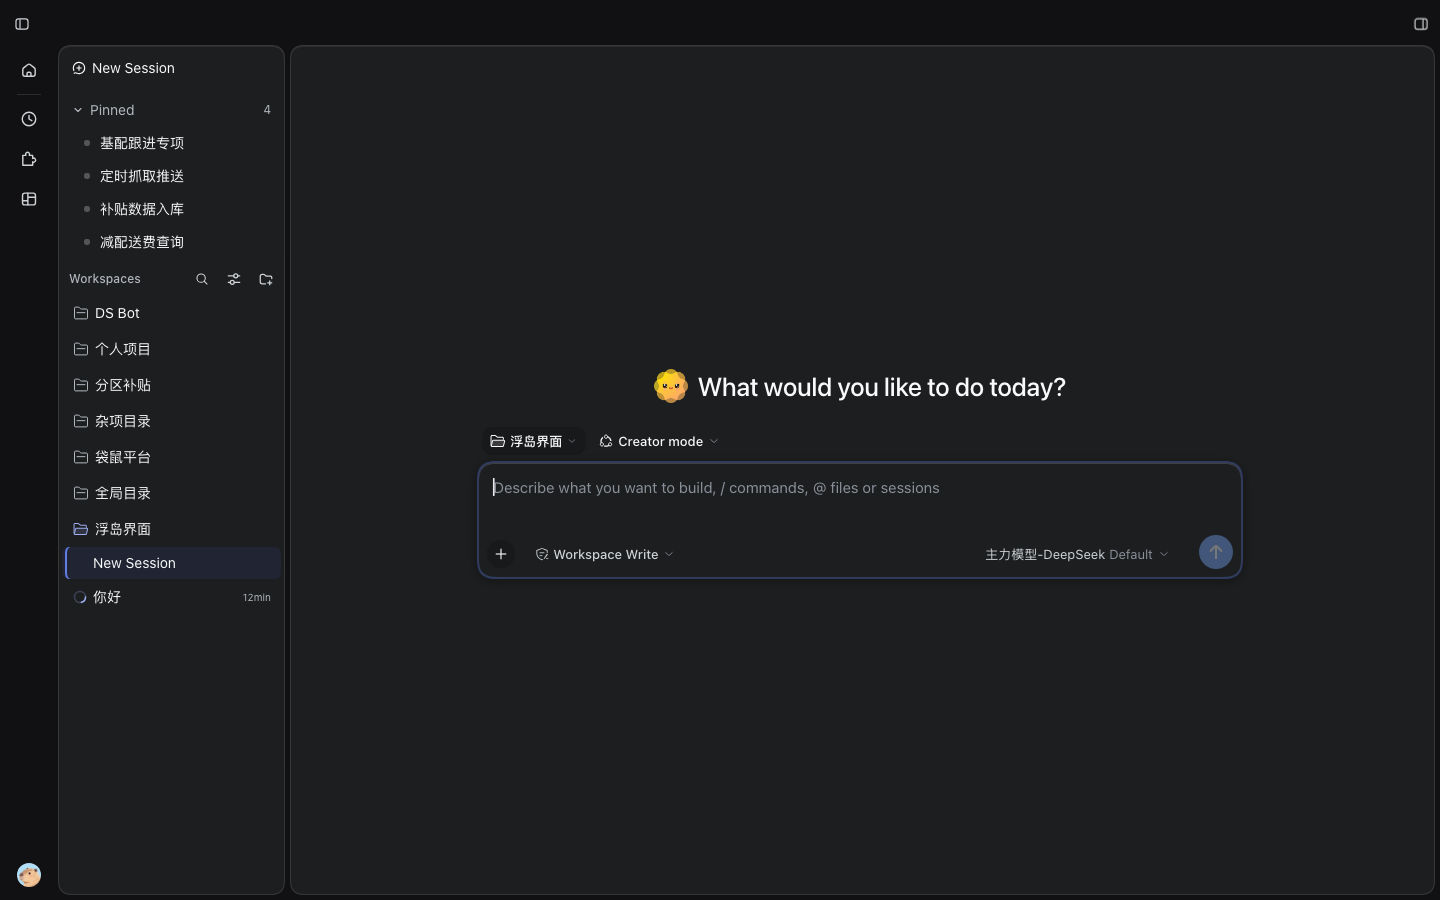 New Session
Pinned 4
基配跟进专项
定时抓取推送
补贴数据入库
减配送费查询
Workspaces
DS Bot
个人项目
分区补贴
杂项目录
袋鼠平台
全局目录
浮岛界面
New Session
你好 12min
What would you like to do today?
浮岛界面 Creator mode
Describe what you want to build, / commands, @ files or sessions
Workspace Write 主力模型-DeepSeek Default